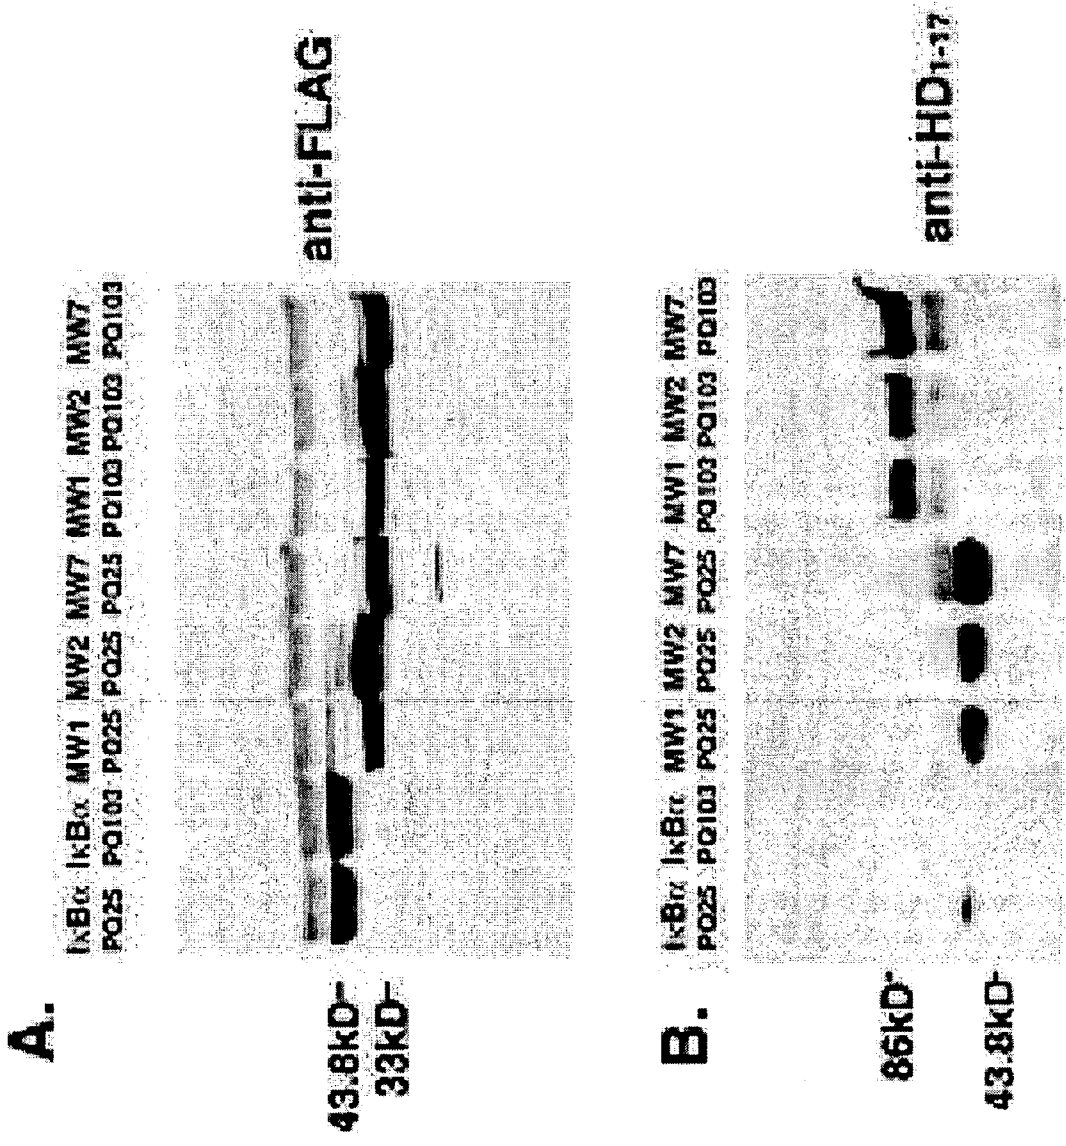 A.
IκBα IκBα MW1 MW2 MW7 MW1 MW2 MW7
PQ25 PQ103 PQ25 PQ25 PQ25 PQ103 PQ103 PQ103
43.8kD-
33kD-
anti-FLAG
B.
IκBα IκBα MW1 MW2 MW7 MW1 MW2 MW7
PQ25 PQ103 PQ25 PQ25 PQ25 PQ103 PQ103 PQ103
86kD-
43.8kD-
anti-HD1-17